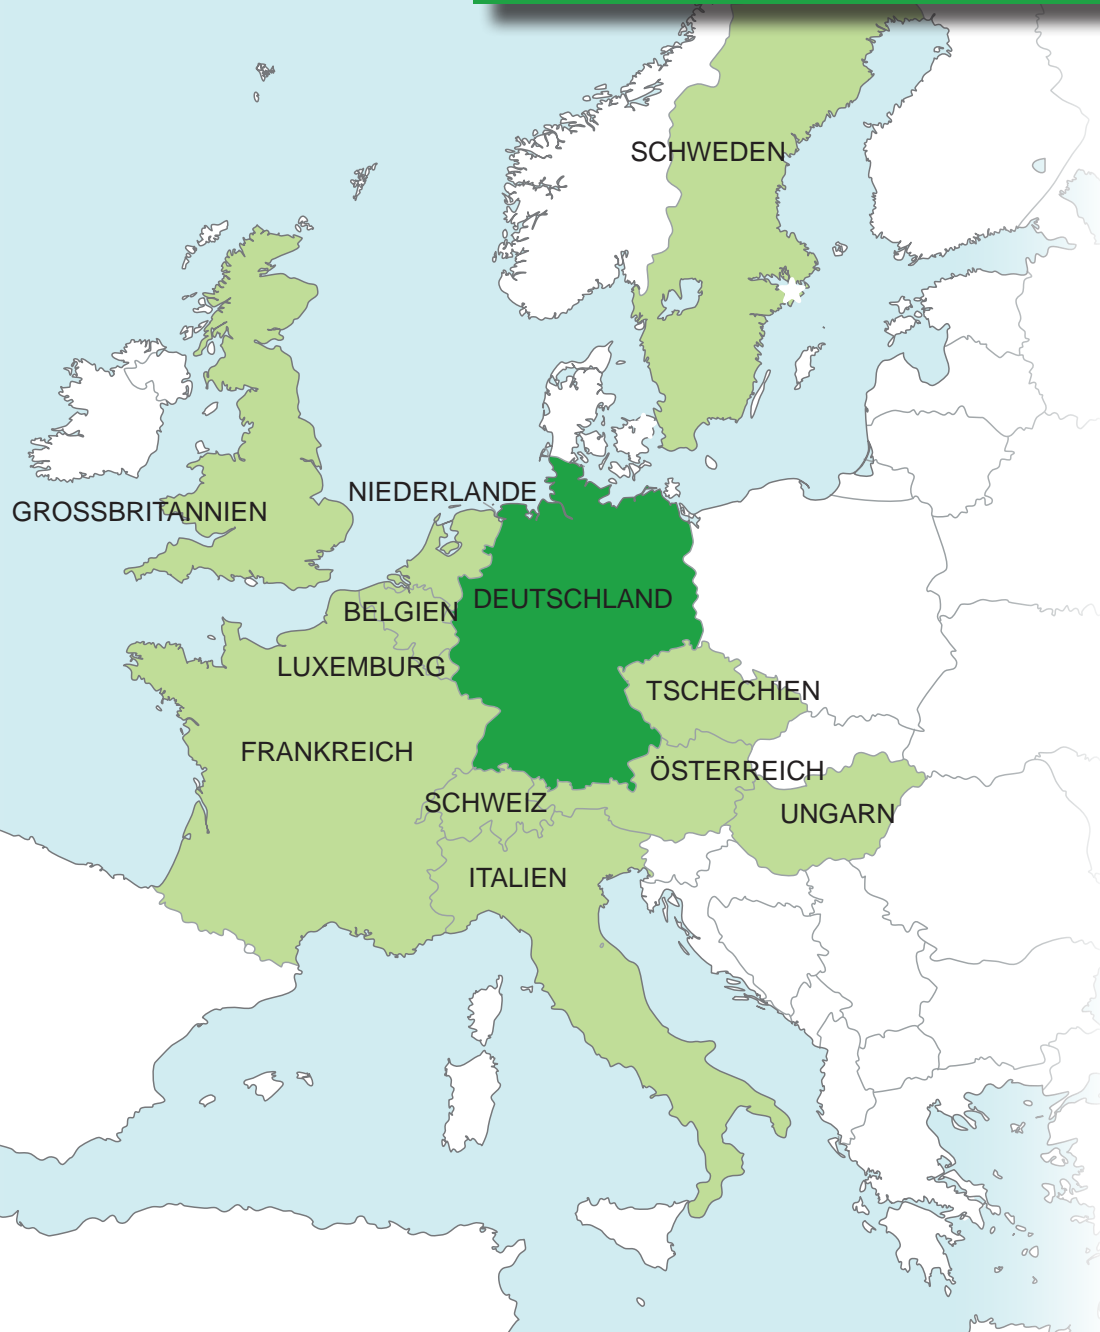 SCHWEDEN
NIEDERLANDE
GROSSBRITANNIEN
DEUTSCHLAND
BELGIEN
LUXEMBURG
TSCHECHIEN
FRANKREICH
ÖSTERREICH
SCHWEIZ
UNGARN
ITALIEN